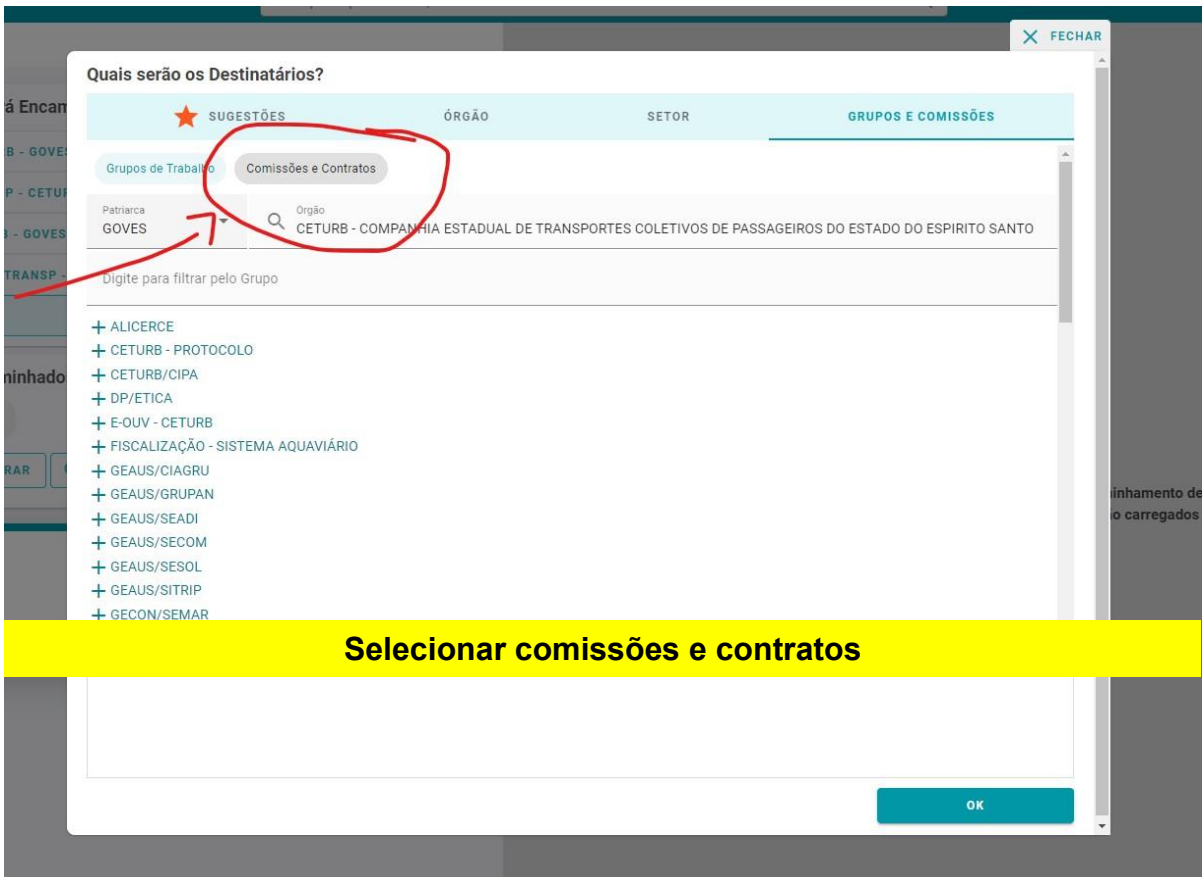 FECHAR
Quais serão os Destinatários?
SUGESTÕES ÓRGÃO SETOR GRUPOS E COMISSÕES
Grupos de Trabalho Comissões e Contratos
Patriarca
GOVES
Orgão
CETURB - COMPANHIA ESTADUAL DE TRANSPORTES COLETIVOS DE PASSAGEIROS DO ESTADO DO ESPIRITO SANTO
Digite para filtrar pelo Grupo
+ ALICERCE
+ CETURB - PROTOCOLO
+ CETURB/CIPA
+ DP/ETICA
+ E-OUV - CETURB
+ FISCALIZAÇÃO - SISTEMA AQUAVIÁRIO
+ GEAUS/CIAGRU
+ GEAUS/GRUPAN
+ GEAUS/SEADI
+ GEAUS/SECOM
+ GEAUS/SESOL
+ GEAUS/SITRIP
+ GECON/SEMAR
Selecionar comissões e contratos
OK
á Encam
B - GOVES
P - CETUR
B - GOVES
TRANSP -
ninhado
RAR
inhamento de
o carregados